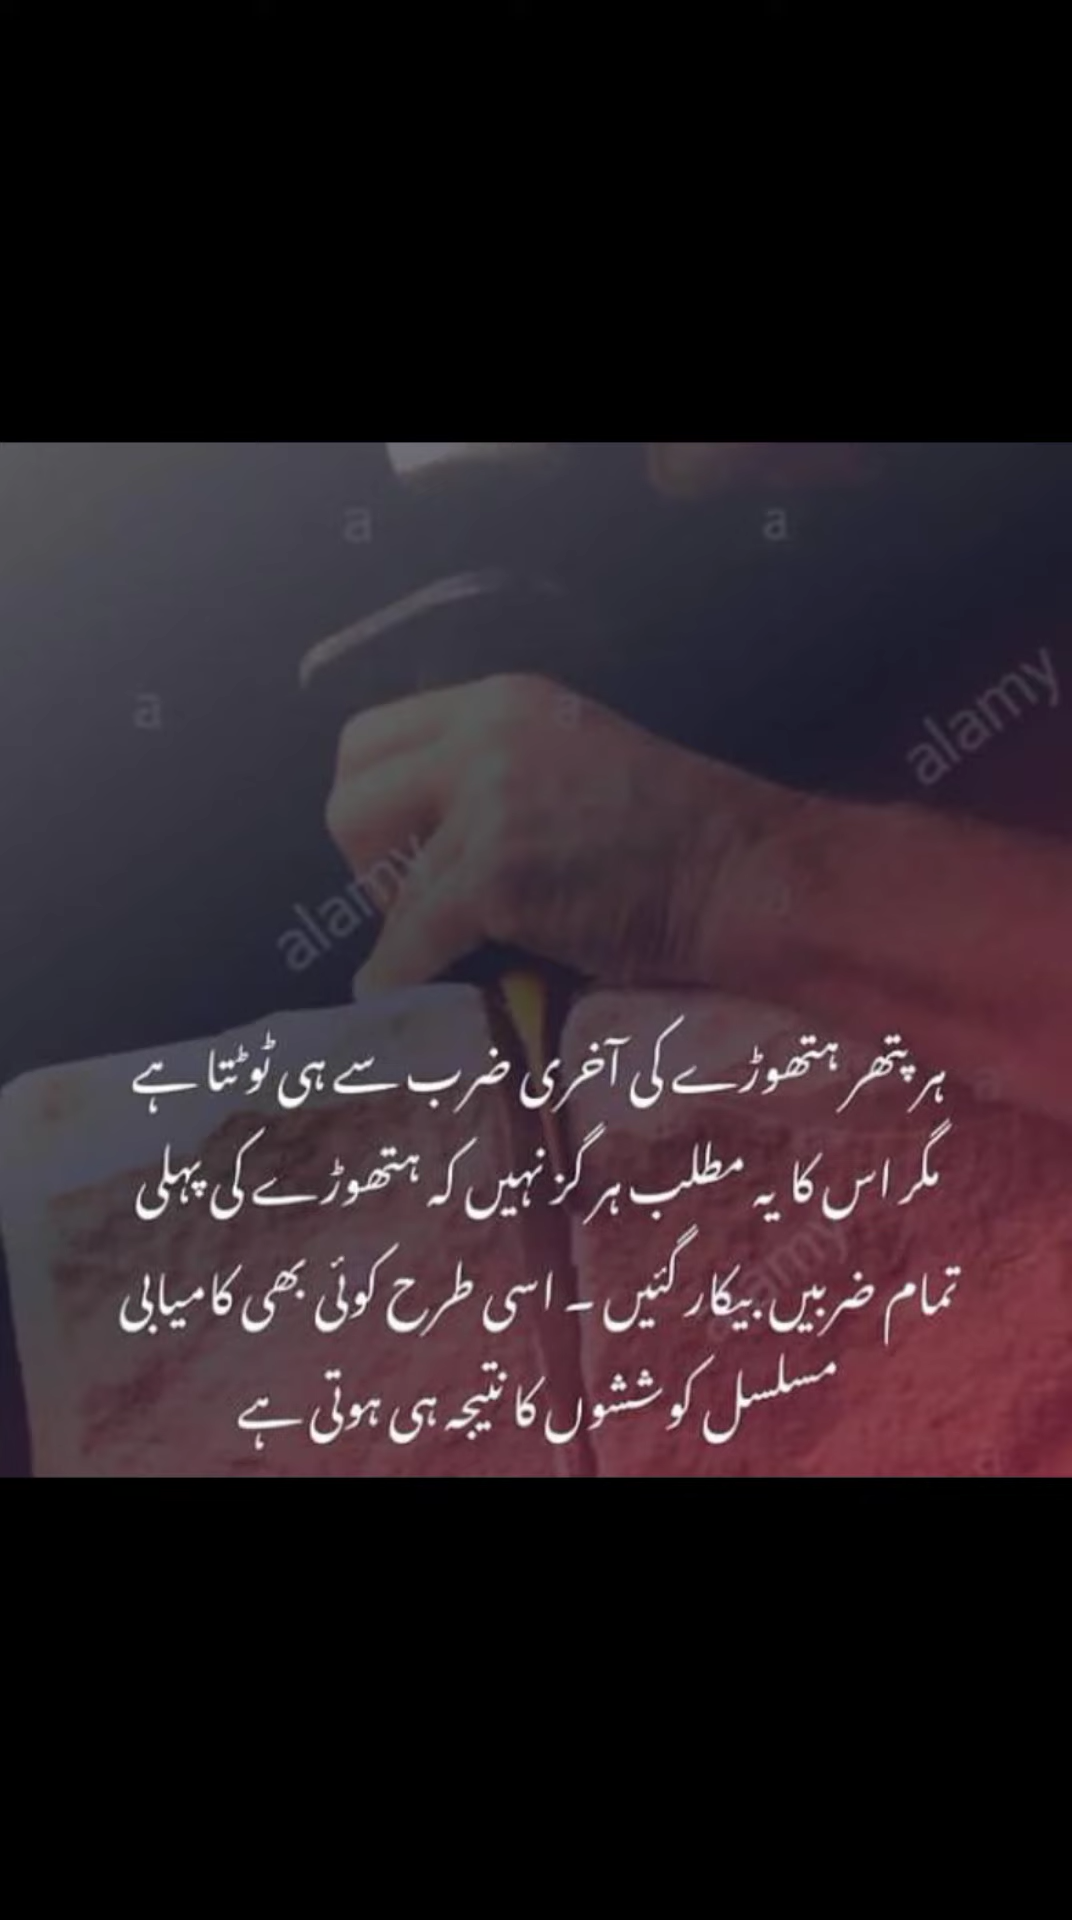 a
a
a
a
alamy
alamy
ہر پتھر ہتھوڑے کی آخری ضرب سے ہی ٹوٹتا ہے
مگر اس کا یہ مطلب ہر گز نہیں کہ ہتھوڑے کی پہلی
تمام ضربیں بیکار گئیں ۔ اسی طرح کوئی بھی کامیابی
مسلسل کوششوں کا نتیجہ ہی ہوتی ہے